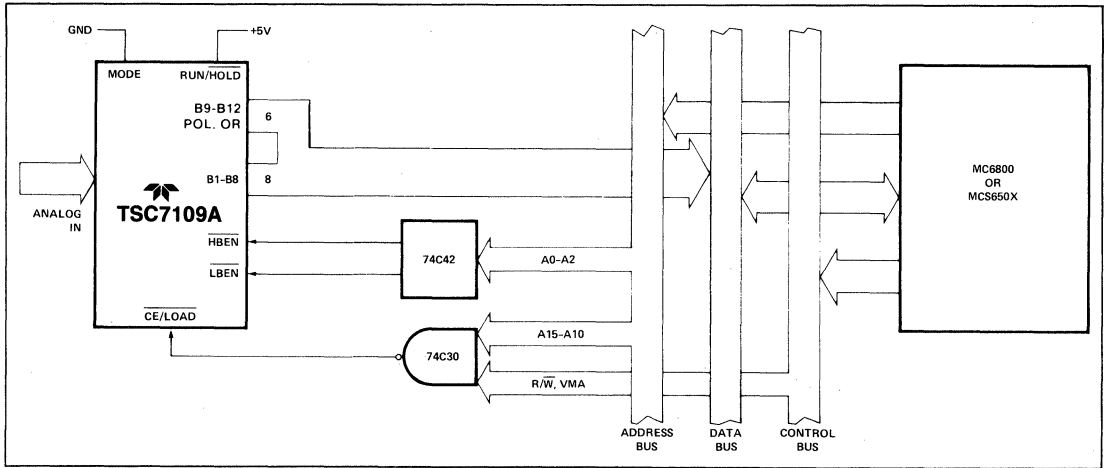 GND
+5V
MODE
RUN/HOLD
B9-B12
POL. OR
6
B1-B8
8
TSC7109A
ANALOG
IN
HBEN
LBEN
CE/LOAD
74C42
A0–A2
74C30
A15–A10
R/W, VMA
MC6800
OR
MCS650X
ADDRESS
BUS
DATA
BUS
CONTROL
BUS